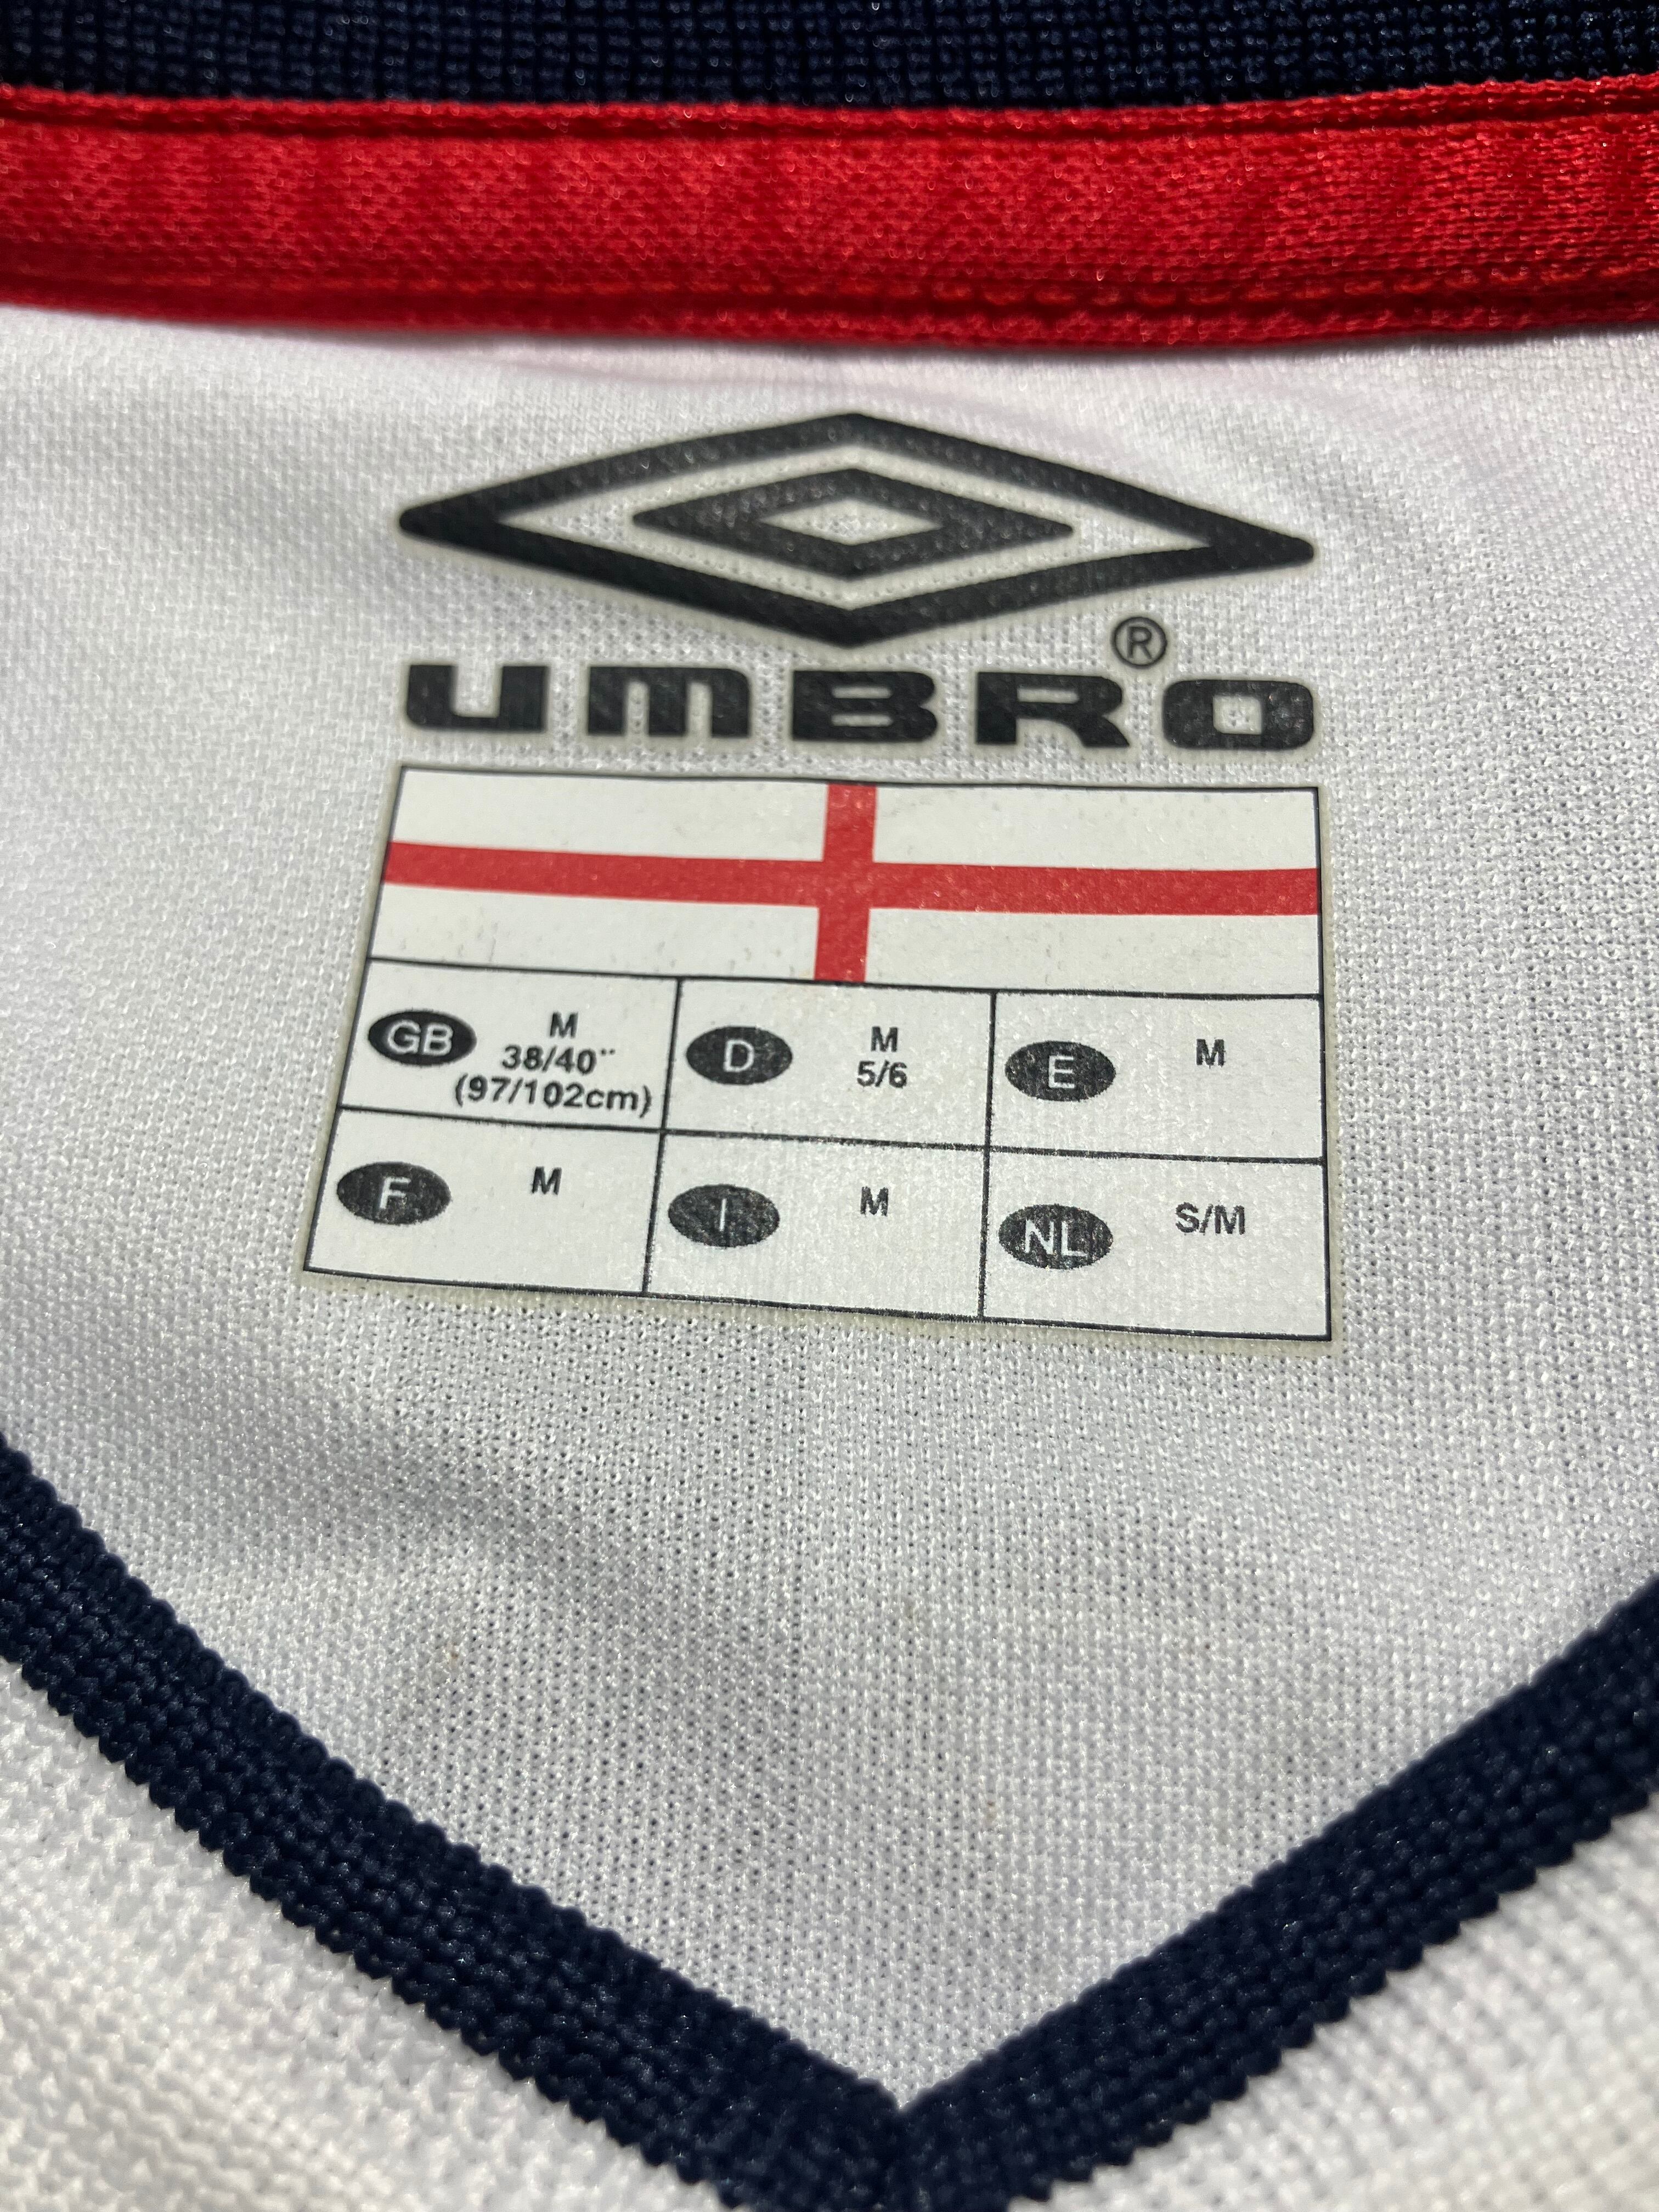 ®
UMBRO
GB M
38/40"
(97/102cm)
D M
5/6
E M
F M
I M
NL S/M